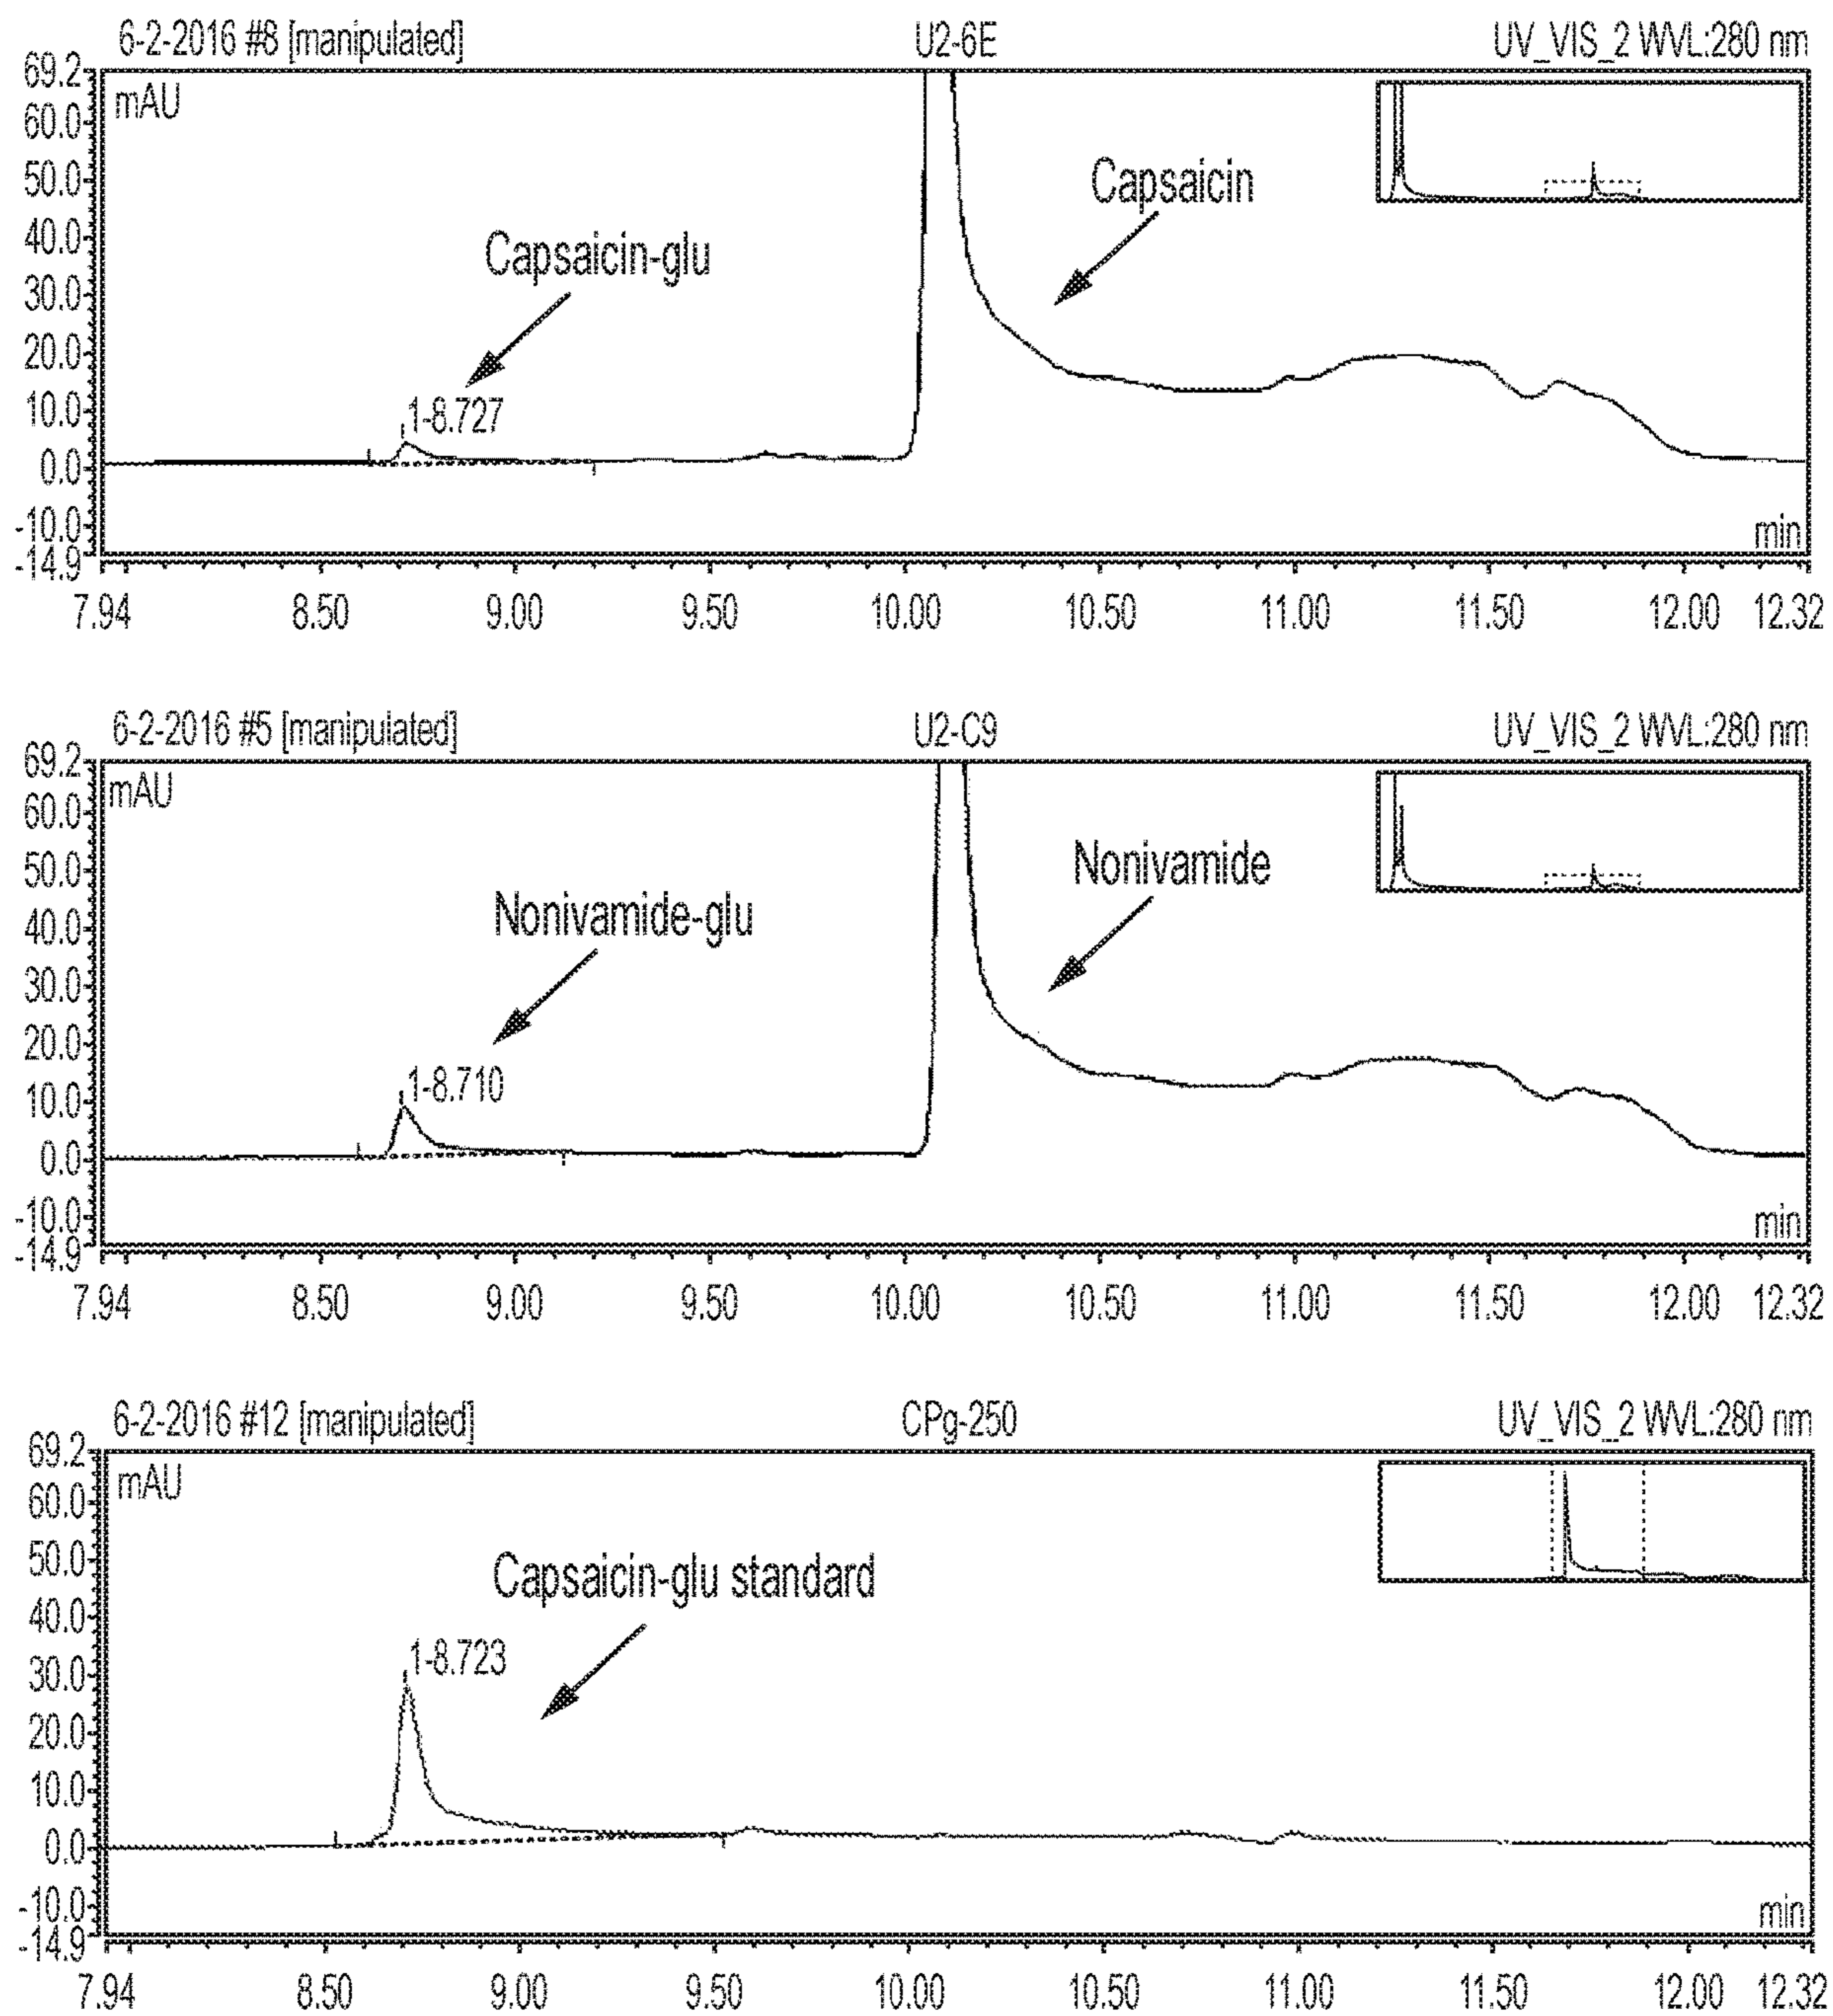 6-2-2016 #8 [manipulated] U2-6E UV_VIS_2 WVL:280 nm
69.2
mAU
60.0
50.0
Capsaicin
40.0
Capsaicin-glu
30.0
20.0
10.0
1-8.727
0.0
-10.0
min
-14.9
7.94 8.50 9.00 9.50 10.00 10.50 11.00 11.50 12.00 12.32
6-2-2016 #5 [manipulated] U2-C9 UV_VIS_2 WVL:280 nm
69.2
mAU
60.0
50.0
Nonivamide
40.0
Nonivamide-glu
30.0
20.0
1-8.710
10.0
0.0
-10.0
min
-14.9
7.94 8.50 9.00 9.50 10.00 10.50 11.00 11.50 12.00 12.32
6-2-2016 #12 [manipulated] CPg-250 UV_VIS_2 WVL:280 nm
69.2
mAU
60.0
50.0
Capsaicin-glu standard
40.0
1-8.723
30.0
20.0
10.0
0.0
-10.0
min
-14.9
7.94 8.50 9.00 9.50 10.00 10.50 11.00 11.50 12.00 12.32